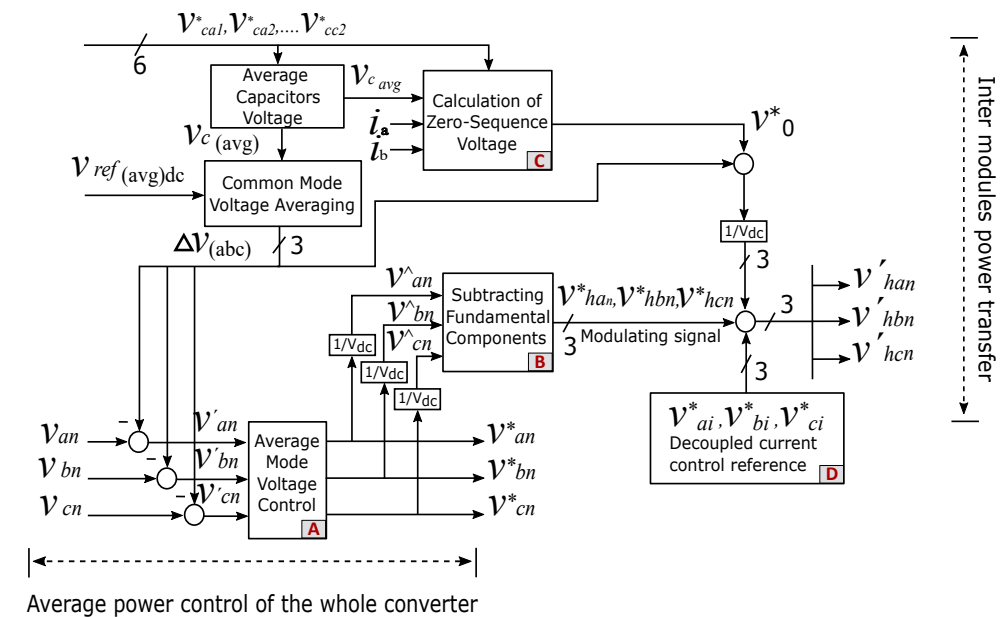 v*ca1,v*ca2,....v*cc2
6
Average
Capacitors
Voltage
vc avg
ia
ib
Calculation of
Zero-Sequence
Voltage
C
v*0
vc (avg)
v ref(avg)dc
Common Mode
Voltage Averaging
Δv(abc)
3
1/Vdc
3
v^an
v^bn
v^cn
1/Vdc
1/Vdc
1/Vdc
Subtracting
Fundamental
Components
B
v*han,v*hbn,v*hcn
3
Modulating signal
3
v′han
v′hbn
v′hcn
3
v*ai,v*bi,v*ci
Decoupled current
control reference
D
van
–
v′an
vbn
–
v′bn
vcn
–
v′cn
Average
Mode
Voltage
Control
A
v*an
v*bn
v*cn
Average power control of the whole converter
Inter modules power transfer